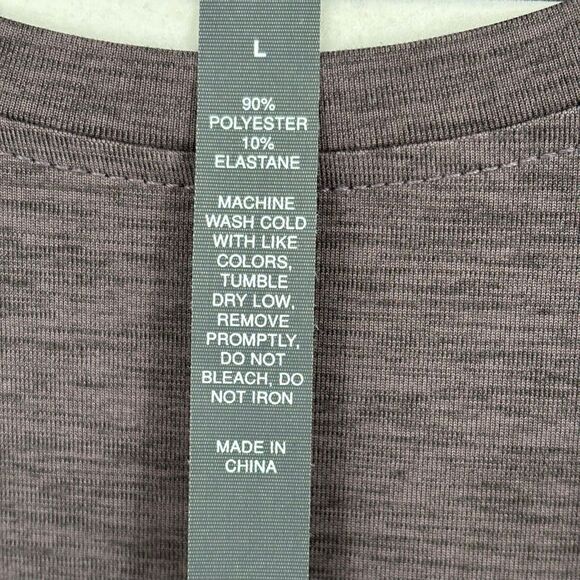 L
90%
POLYESTER
10%
ELASTANE
MACHINE
WASH COLD
WITH LIKE
COLORS,
TUMBLE
DRY LOW,
REMOVE
PROMPTLY,
DO NOT
BLEACH, DO
NOT IRON
MADE IN
CHINA